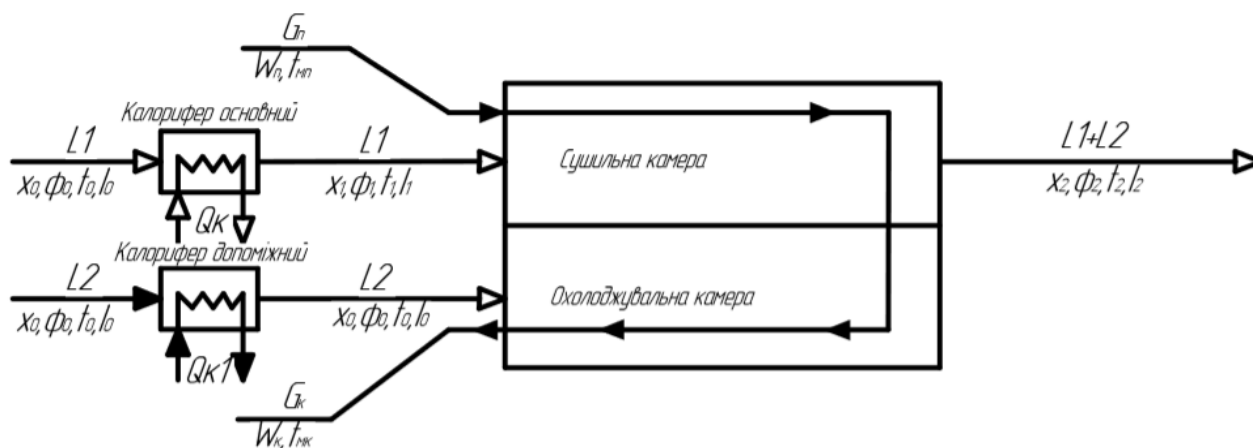 Gп
Wп, tмп
Калорифер основний
L1
x0, φ0, t0, I0
L1
x1, φ1, t1, I1
Qк
Сушильна камера
L1+L2
x2, φ2, t2, I2
Калорифер допоміжний
L2
x0, φ0, t0, I0
L2
x0, φ0, t0, I0
Qк1
Охолоджувальна камера
Gк
Wк, tмк